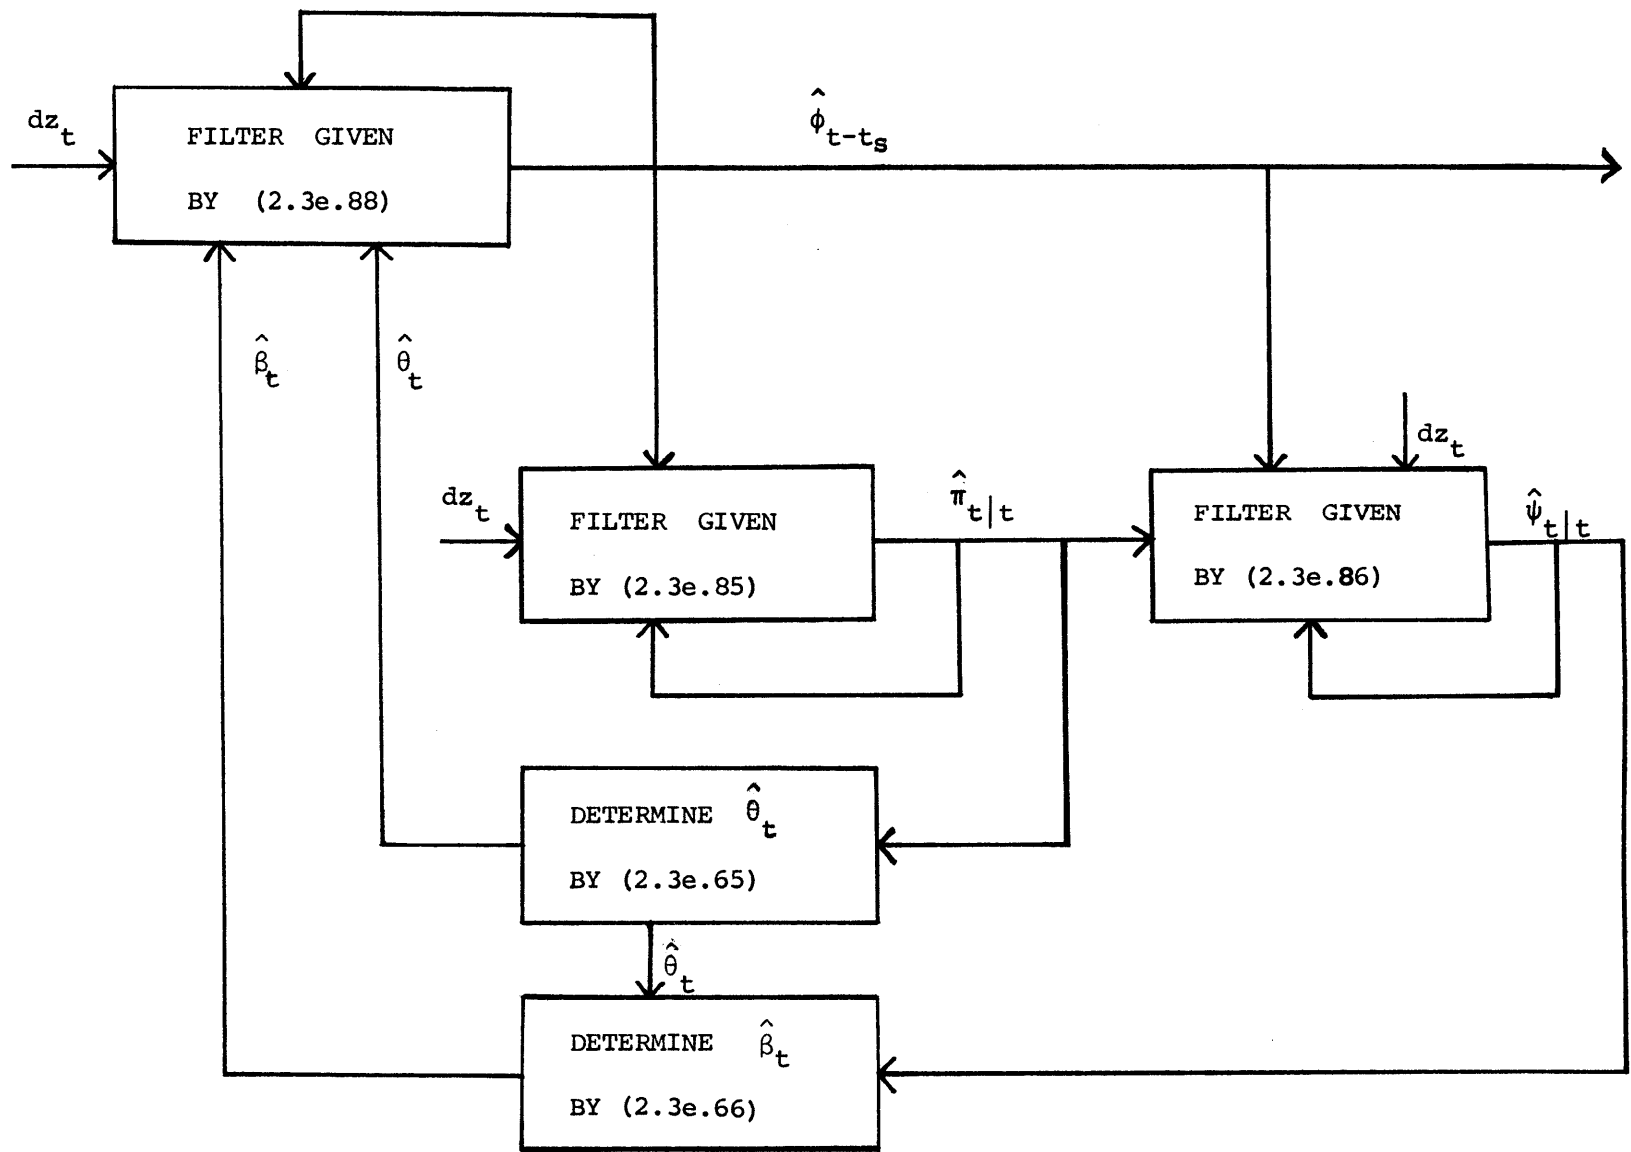 dz_t
FILTER GIVEN
BY (2.3e.88)
ϕ̂_{t-t_s}
β̂_t
θ̂_t
dz_t
dz_t
FILTER GIVEN
BY (2.3e.85)
π̂_{t|t}
FILTER GIVEN
BY (2.3e.86)
ψ̂_{t|t}
DETERMINE θ̂_t
BY (2.3e.65)
θ̂_t
DETERMINE β̂_t
BY (2.3e.66)